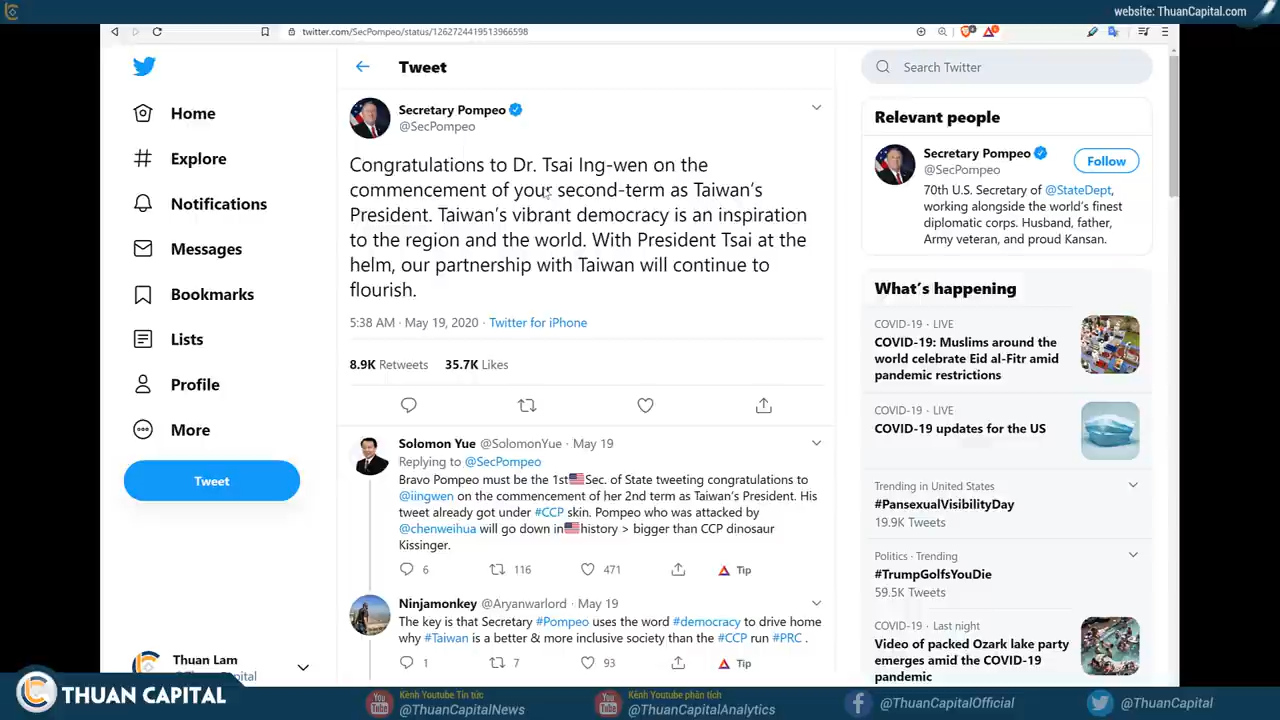 website: ThuanCapital.com
twitter.com/SecPompeo/status/1262724419513966598
Home
Explore
Notifications
Messages
Bookmarks
Lists
Profile
More
Tweet
Thuan Lam
Tweet
Secretary Pompeo
@SecPompeo
Congratulations to Dr. Tsai Ing-wen on the
commencement of your second-term as Taiwan's
President. Taiwan's vibrant democracy is an inspiration
to the region and the world. With President Tsai at the
helm, our partnership with Taiwan will continue to
flourish.
5:38 AM · May 19, 2020 · Twitter for iPhone
8.9K Retweets 35.7K Likes
Solomon Yue @SolomonYue · May 19
Replying to @SecPompeo
Bravo Pompeo must be the 1st🇺🇸Sec. of State tweeting congratulations to
@iingwen on the commencement of her 2nd term as Taiwan's President. His
tweet already got under #CCP skin. Pompeo who was attacked by
@chenweihua will go down in🇺🇸history > bigger than CCP dinosaur
Kissinger.
6 116 471 Tip
Ninjamonkey @Aryanwarlord · May 19
The key is that Secretary #Pompeo uses the word #democracy to drive home
why #Taiwan is a better & more inclusive society than the #CCP run #PRC .
1 7 93 Tip
Search Twitter
Relevant people
Secretary Pompeo
@SecPompeo
Follow
70th U.S. Secretary of @StateDept,
working alongside the world's finest
diplomatic corps. Husband, father,
Army veteran, and proud Kansan.
What's happening
COVID-19 · LIVE
COVID-19: Muslims around the
world celebrate Eid al-Fitr amid
pandemic restrictions
COVID-19 · LIVE
COVID-19 updates for the US
Trending in United States
#PansexualVisibilityDay
19.9K Tweets
Politics · Trending
#TrumpGolfsYouDie
59.5K Tweets
COVID-19 · Last night
Video of packed Ozark lake party
emerges amid the COVID-19
pandemic
THUAN CAPITAL
Kênh Youtube Tin tức
@ThuanCapitalNews
Kênh Youtube phân tích
@ThuanCapitalAnalytics
@ThuanCapitalOfficial
@ThuanCapital